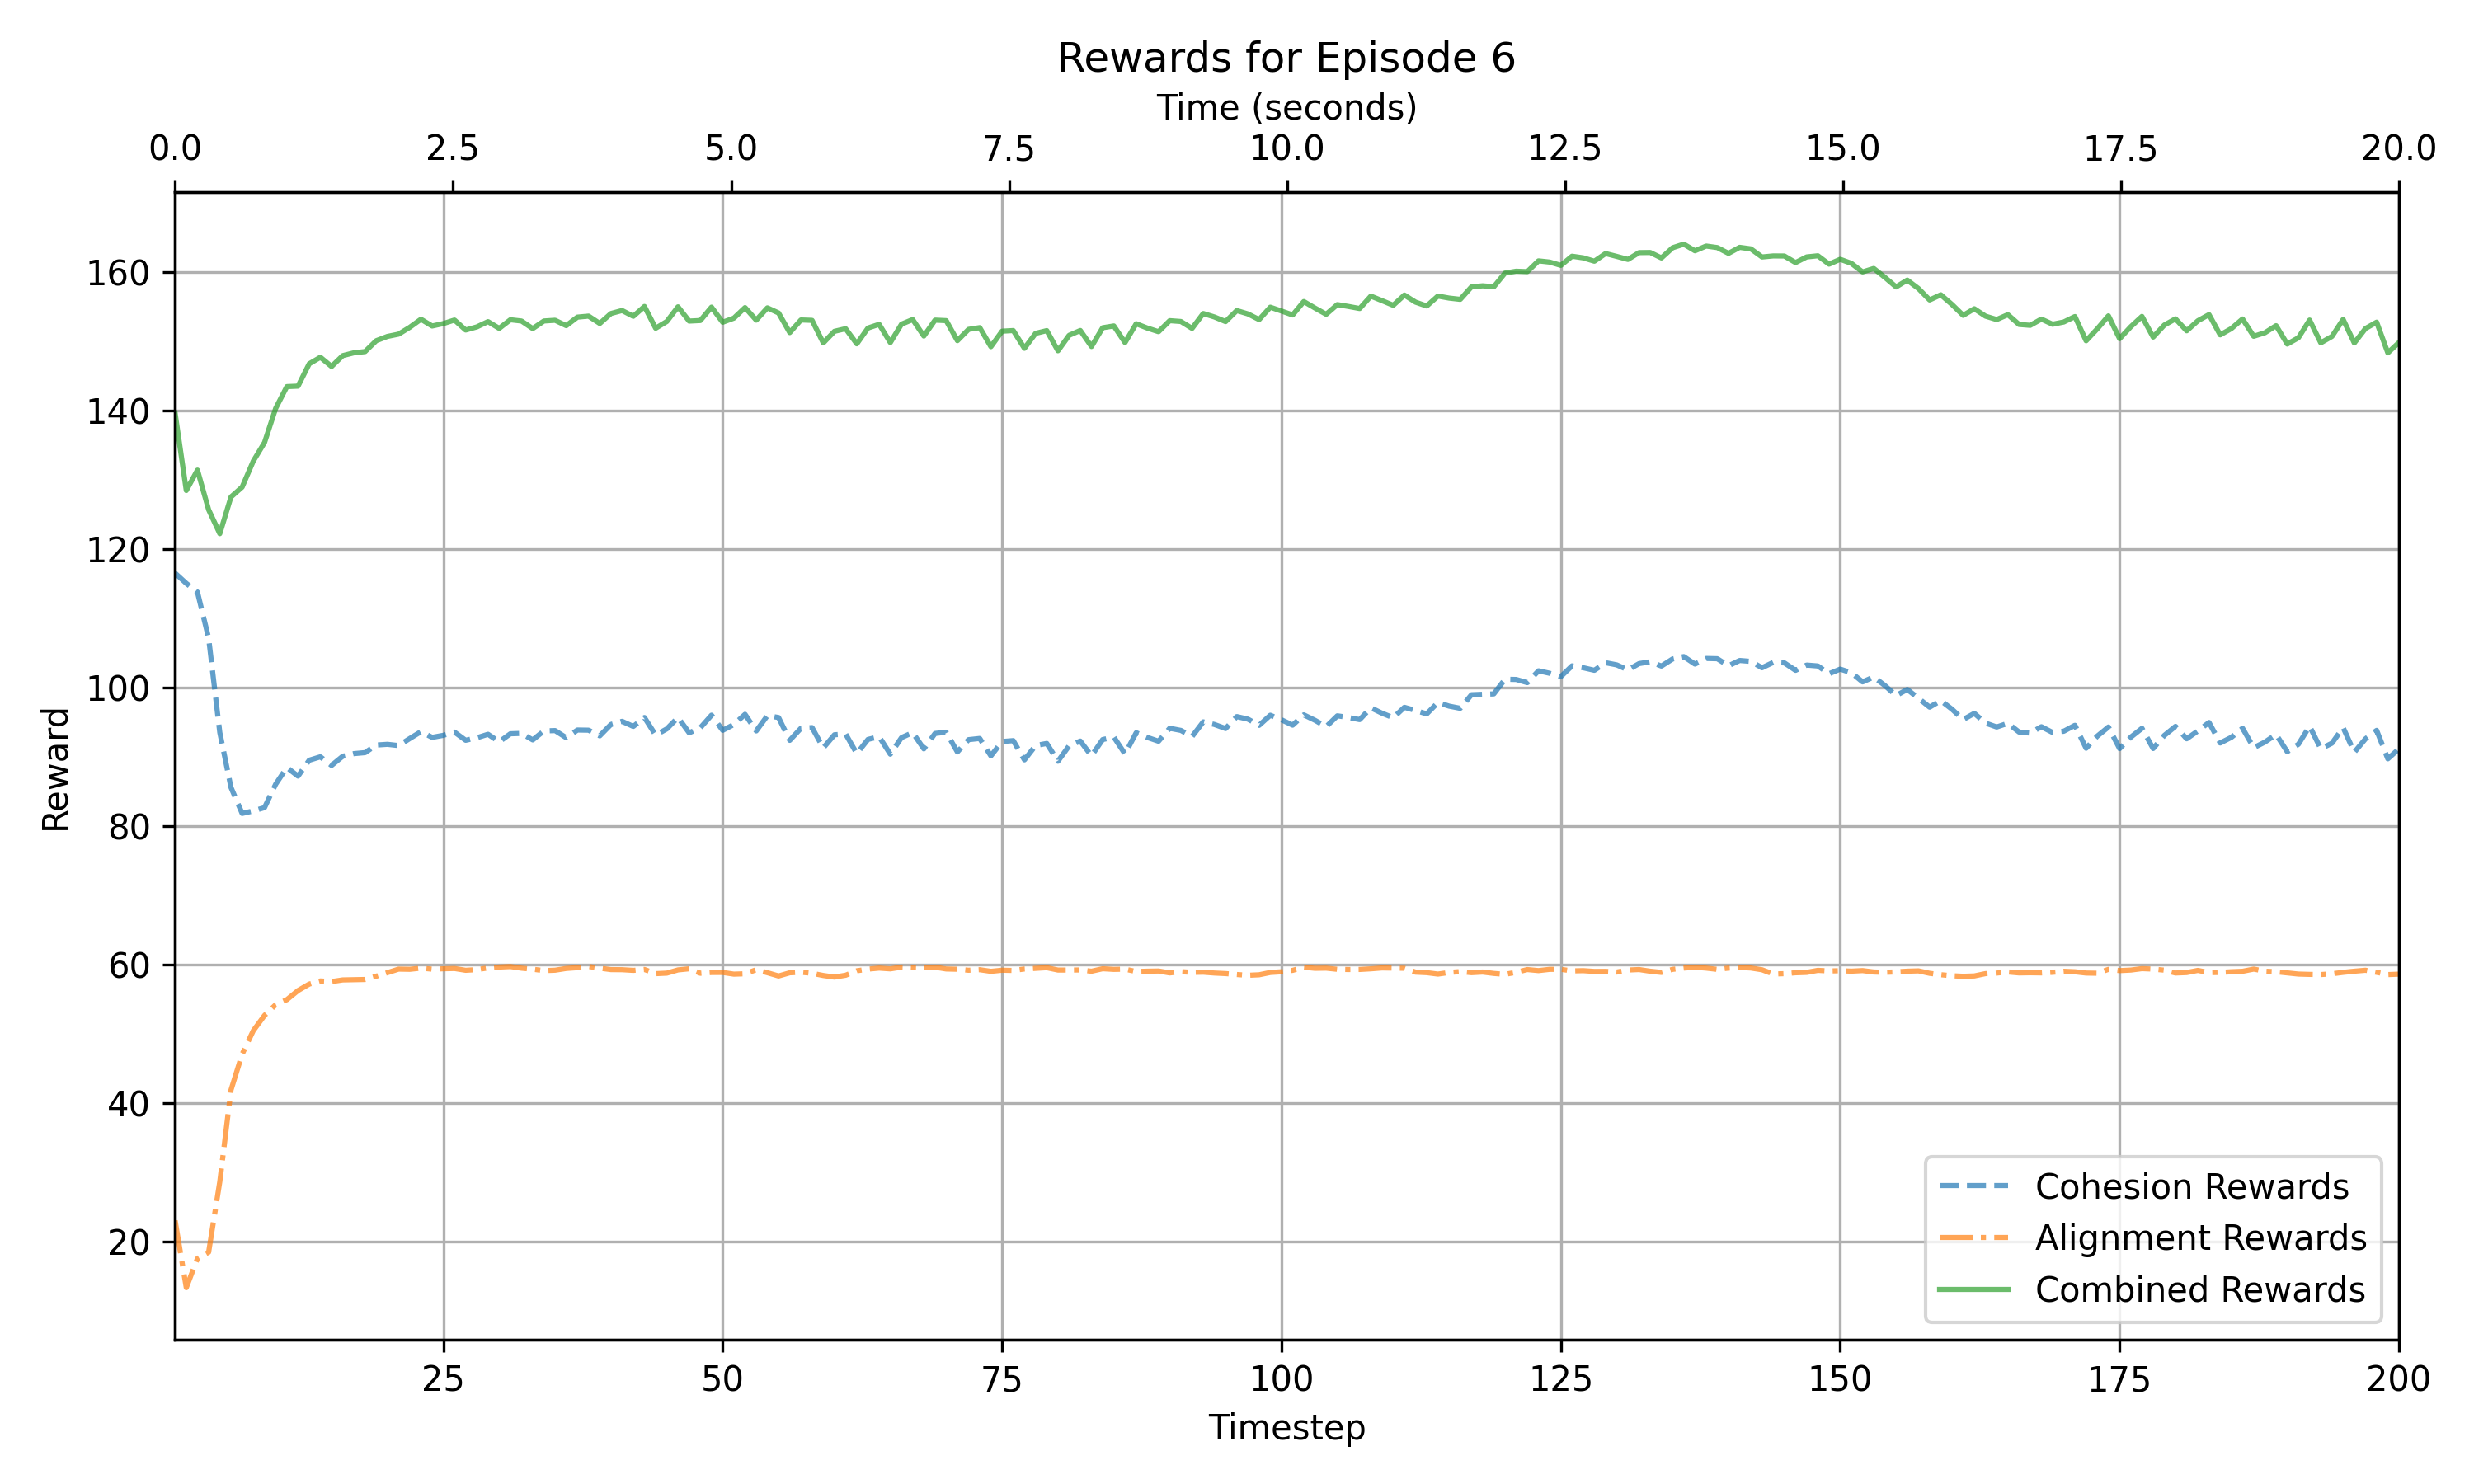 Rewards for Episode 6
Time (seconds)
0.0 2.5 5.0 7.5 10.0 12.5 15.0 17.5 20.0
160
140
120
100
80
60
40
20
Reward
Cohesion Rewards
Alignment Rewards
Combined Rewards
25 50 75 100 125 150 175 200
Timestep